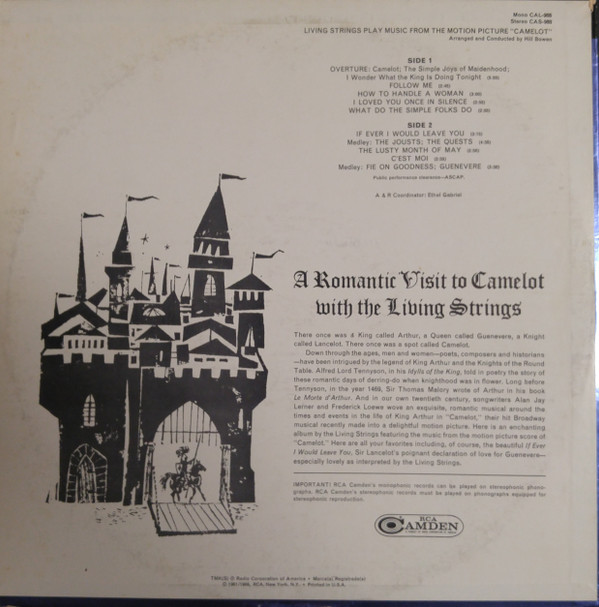 Mono CAL-
Stereo CAS-
LIVING STRINGS PLAY MUSIC FROM THE MOTION PICTURE "CAMELOT"
Arranged and Conducted by Hill Bowen
SIDE 1
OVERTURE: Camelot; The Simple Joys of Maidenhood;
I Wonder What the King Is Doing Tonight
FOLLOW ME
HOW TO HANDLE A WOMAN
I LOVED YOU ONCE IN SILENCE
WHAT DO THE SIMPLE FOLKS DO
SIDE 2
IF EVER I WOULD LEAVE YOU
Medley: THE JOUSTS; THE QUESTS
THE LUSTY MONTH OF MAY
C'EST MOI
Medley: FIE ON GOODNESS; GUENEVERE
Public performance clearance—ASCAP.
A & R Coordinator: Ethel Gabriel
A Romantic Visit to Camelot
with the Living Strings
There once was a King called Arthur, a Queen called Guenevere, a Knight
called Lancelot. There once was a spot called Camelot.
Down through the ages, men and women—poets, composers and historians
—have been intrigued by the legend of King Arthur and the Knights of the Round
Table. Alfred Lord Tennyson, in his Idylls of the King, told in poetry the story of
these romantic days of derring-do when knighthood was in flower. Long before
Tennyson, in the year 1469, Sir Thomas Malory wrote of Arthur in his book
Le Morte d'Arthur. And in our own twentieth century, songwriters Alan Jay
Lerner and Frederick Loewe wove an exquisite, romantic musical around the
times and events in the life of King Arthur in "Camelot," their hit Broadway
musical recently made into a delightful motion picture. Here is an enchanting
album by the Living Strings featuring the music from the motion picture score of
"Camelot." Here are all your favorites including, of course, the beautiful If Ever
I Would Leave You, Sir Lancelot's poignant declaration of love for Guenevere—
especially lovely as interpreted by the Living Strings.
IMPORTANT! RCA Camden's monophonic records can be played on stereophonic phono-
graphs. RCA Camden's stereophonic records must be played on phonographs equipped for
stereophonic reproduction.
RCA
CAMDEN
TMK(S) ® Radio Corporation of America • Marca(s) Registrada(s)
RCA, New York, N.Y. • Printed in U.S.A.